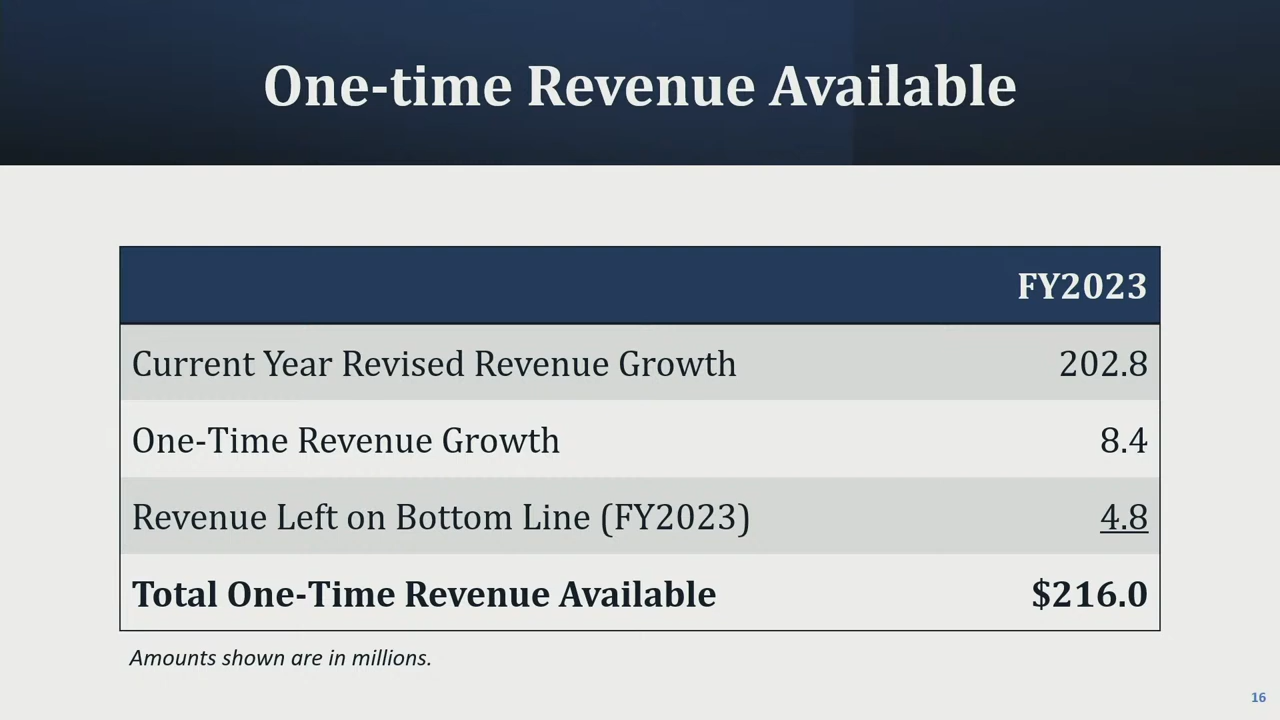 One-time Revenue Available
FY2023
Current Year Revised Revenue Growth 202.8
One-Time Revenue Growth 8.4
Revenue Left on Bottom Line (FY2023) 4.8
Total One-Time Revenue Available $216.0
Amounts shown are in millions.
16